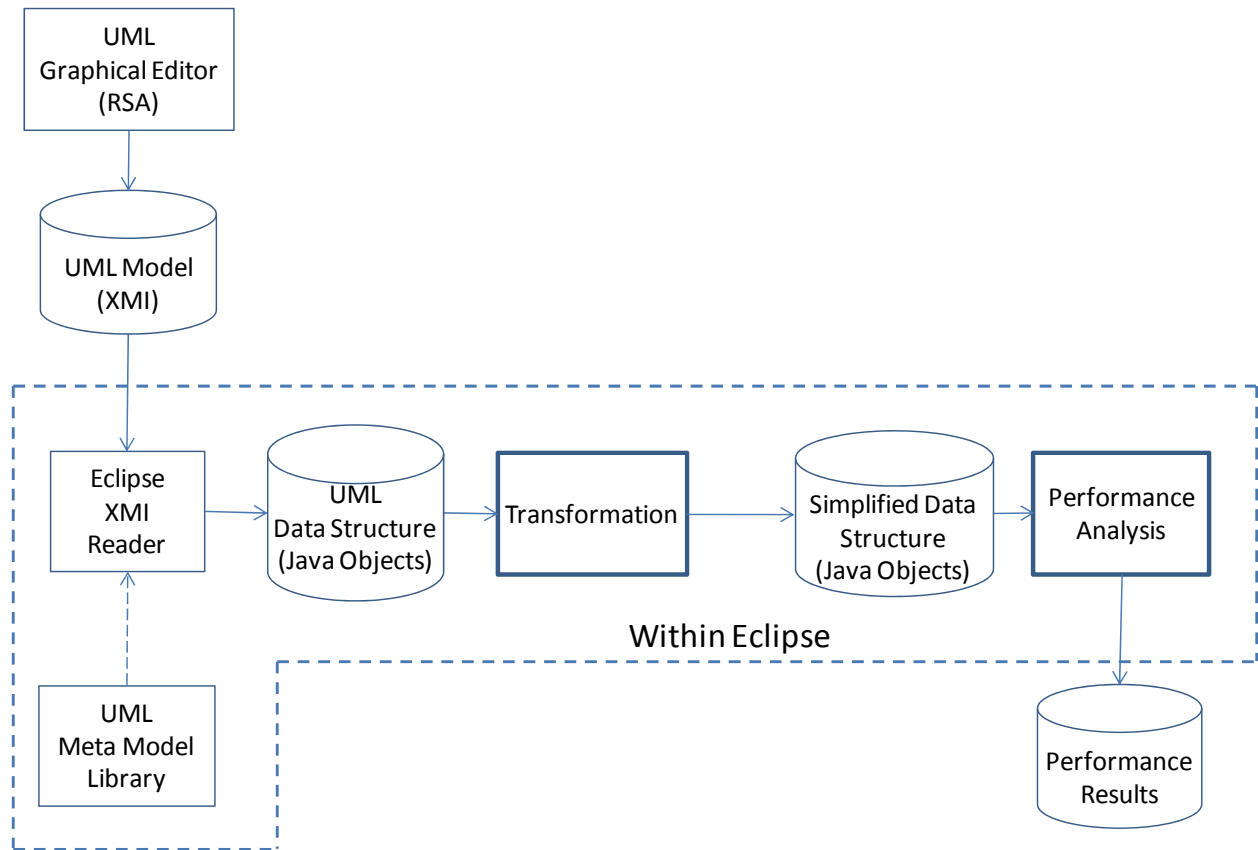 UML
Graphical Editor
(RSA)
UML Model
(XMI)
Eclipse
XMI
Reader
UML
Data Structure
(Java Objects)
Transformation
Simplified Data
Structure
(Java Objects)
Performance
Analysis
Within Eclipse
UML
Meta Model
Library
Performance
Results